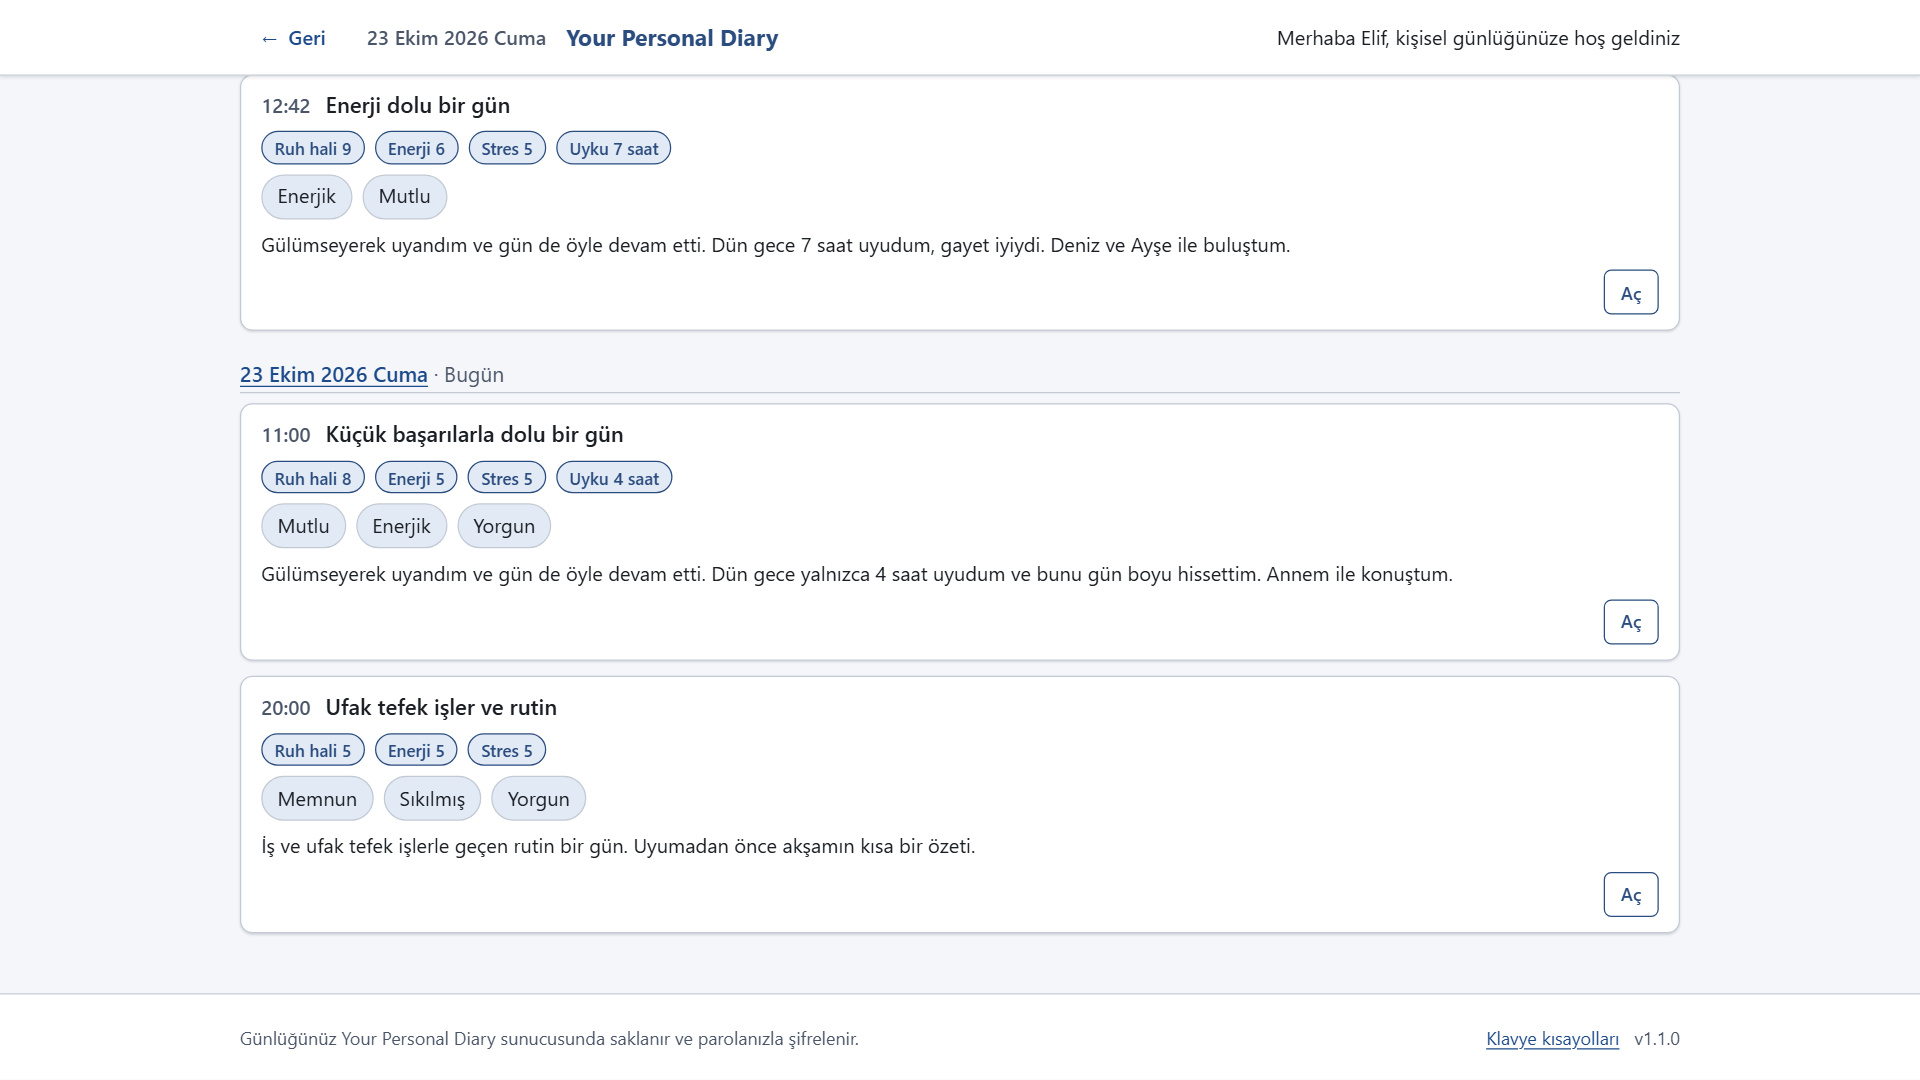 ← Geri 23 Ekim 2026 Cuma Your Personal Diary Merhaba Elif, kişisel günlüğünüze hoş geldiniz
12:42 Enerji dolu bir gün
Ruh hali 9 Enerji 6 Stres 5 Uyku 7 saat
Enerjik Mutlu
Gülümseyerek uyandım ve gün de öyle devam etti. Dün gece 7 saat uyudum, gayet iyiydi. Deniz ve Ayşe ile buluştum.
Aç
23 Ekim 2026 Cuma · Bugün
11:00 Küçük başarılarla dolu bir gün
Ruh hali 8 Enerji 5 Stres 5 Uyku 4 saat
Mutlu Enerjik Yorgun
Gülümseyerek uyandım ve gün de öyle devam etti. Dün gece yalnızca 4 saat uyudum ve bunu gün boyu hissettim. Annem ile konuştum.
Aç
20:00 Ufak tefek işler ve rutin
Ruh hali 5 Enerji 5 Stres 5
Memnun Sıkılmış Yorgun
İş ve ufak tefek işlerle geçen rutin bir gün. Uyumadan önce akşamın kısa bir özeti.
Aç
Günlüğünüz Your Personal Diary sunucusunda saklanır ve parolanızla şifrelenir. Klavye kısayolları v1.1.0